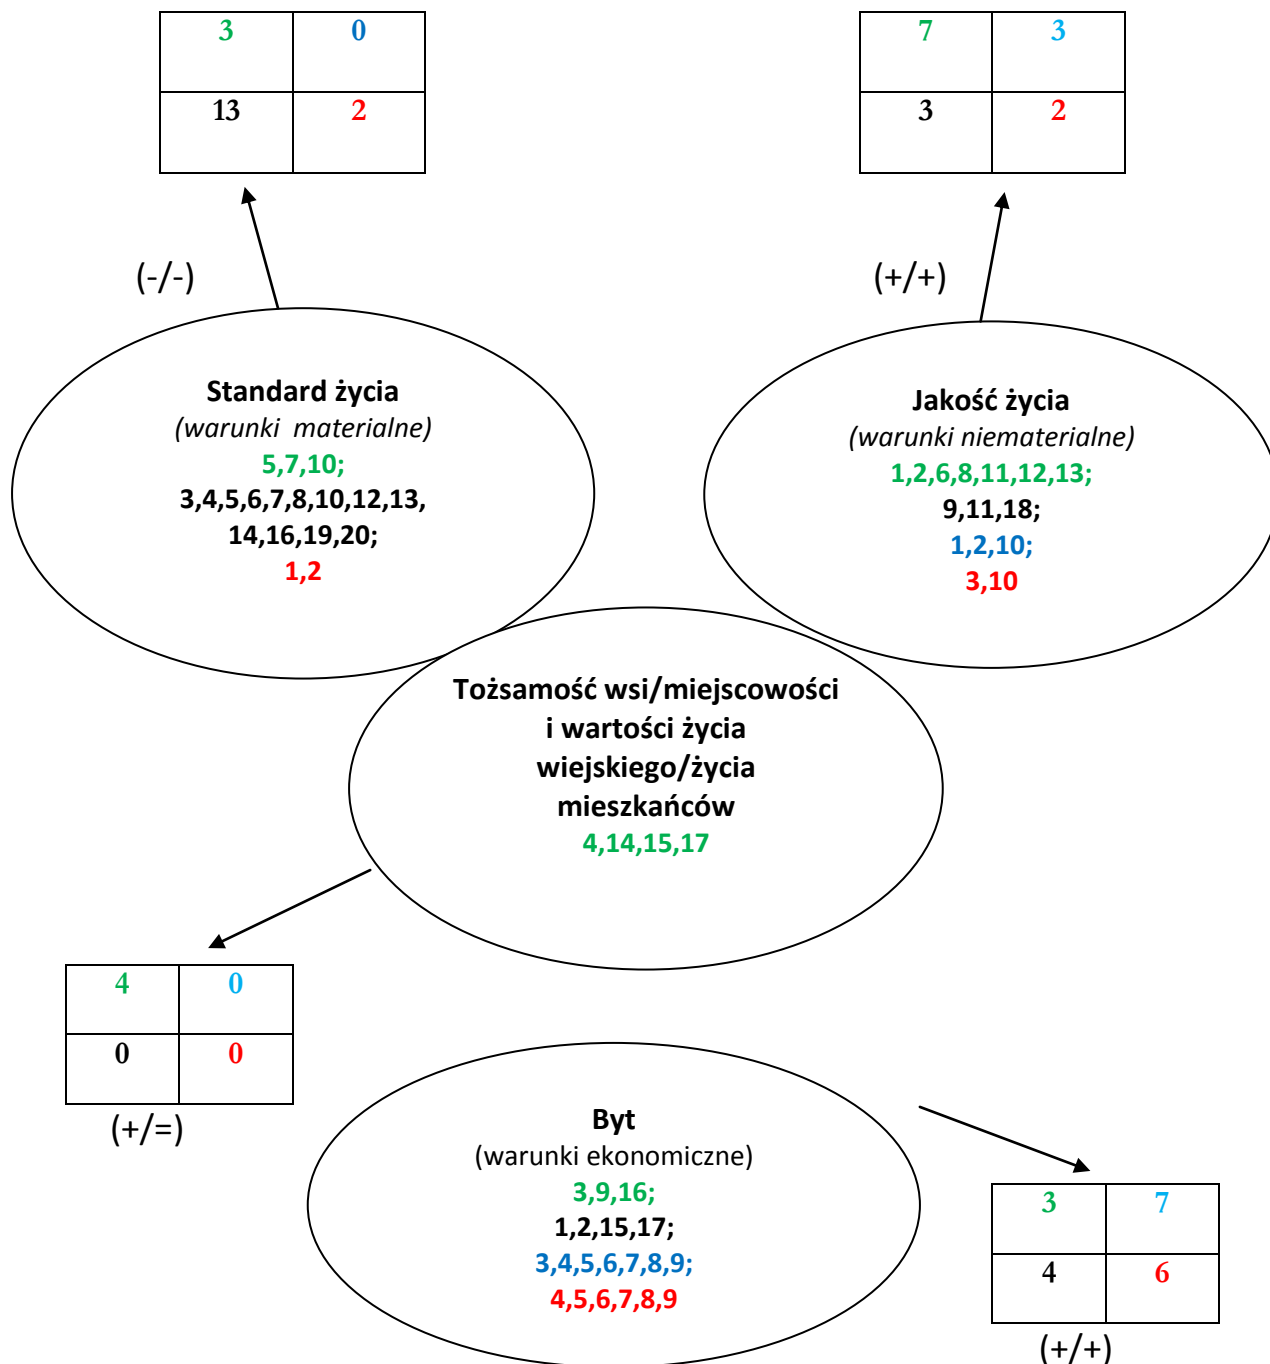 3 0
13 2
7 3
3 2
(-/-)
(+/+)
Standard życia
(warunki materialne)
5,7,10;
3,4,5,6,7,8,10,12,13,
14,16,19,20;
1,2
Jakość życia
(warunki niematerialne)
1,2,6,8,11,12,13;
9,11,18;
1,2,10;
3,10
Tożsamość wsi/miejscowości
i wartości życia
wiejskiego/życia
mieszkańców
4,14,15,17
4 0
0 0
(+/=)
Byt
(warunki ekonomiczne)
3,9,16;
1,2,15,17;
3,4,5,6,7,8,9;
4,5,6,7,8,9
3 7
4 6
(+/+)